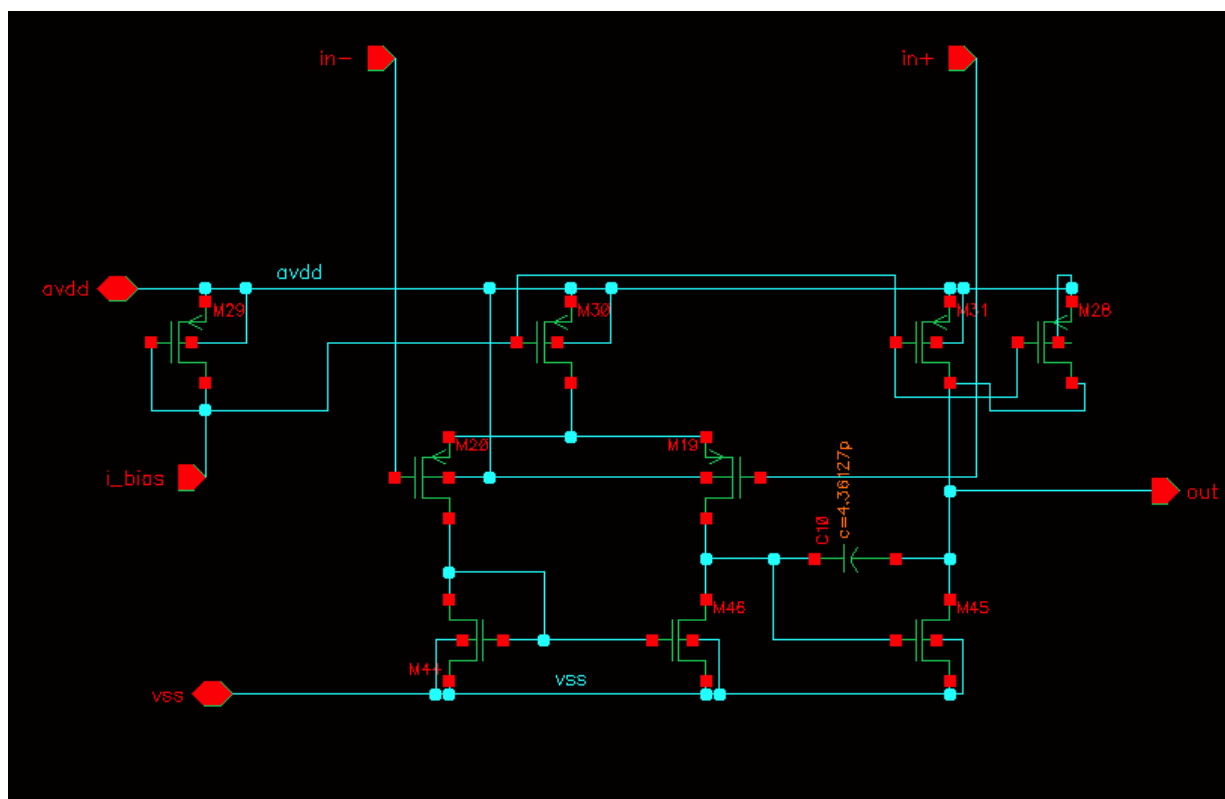 in-
in+
avdd
avdd
M29
M30
M31
M28
M20
M19
i_bias
C10
c=4.36127p
out
M46
M45
M44
vss
vss